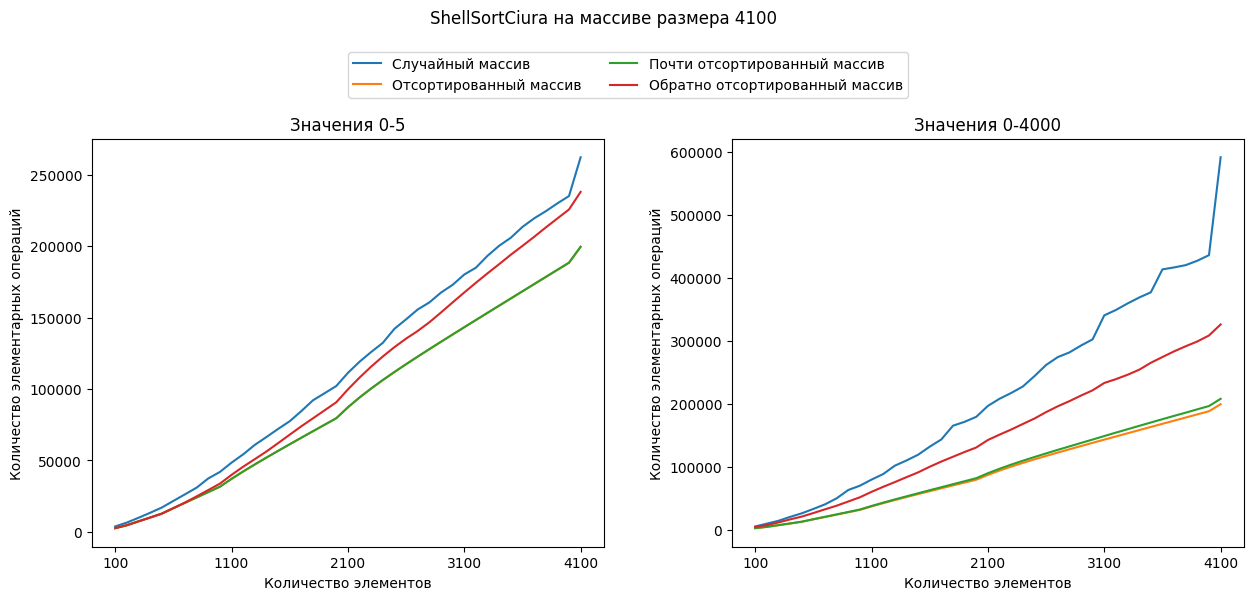 ShellSortCiura на массиве размера 4100
Случайный массив
Отсортированный массив
Почти отсортированный массив
Обратно отсортированный массив
Значения 0-5
Количество элементарных операций
250000
200000
150000
100000
50000
0
100 1100 2100 3100 4100
Количество элементов
Значения 0-4000
Количество элементарных операций
600000
500000
400000
300000
200000
100000
0
100 1100 2100 3100 4100
Количество элементов